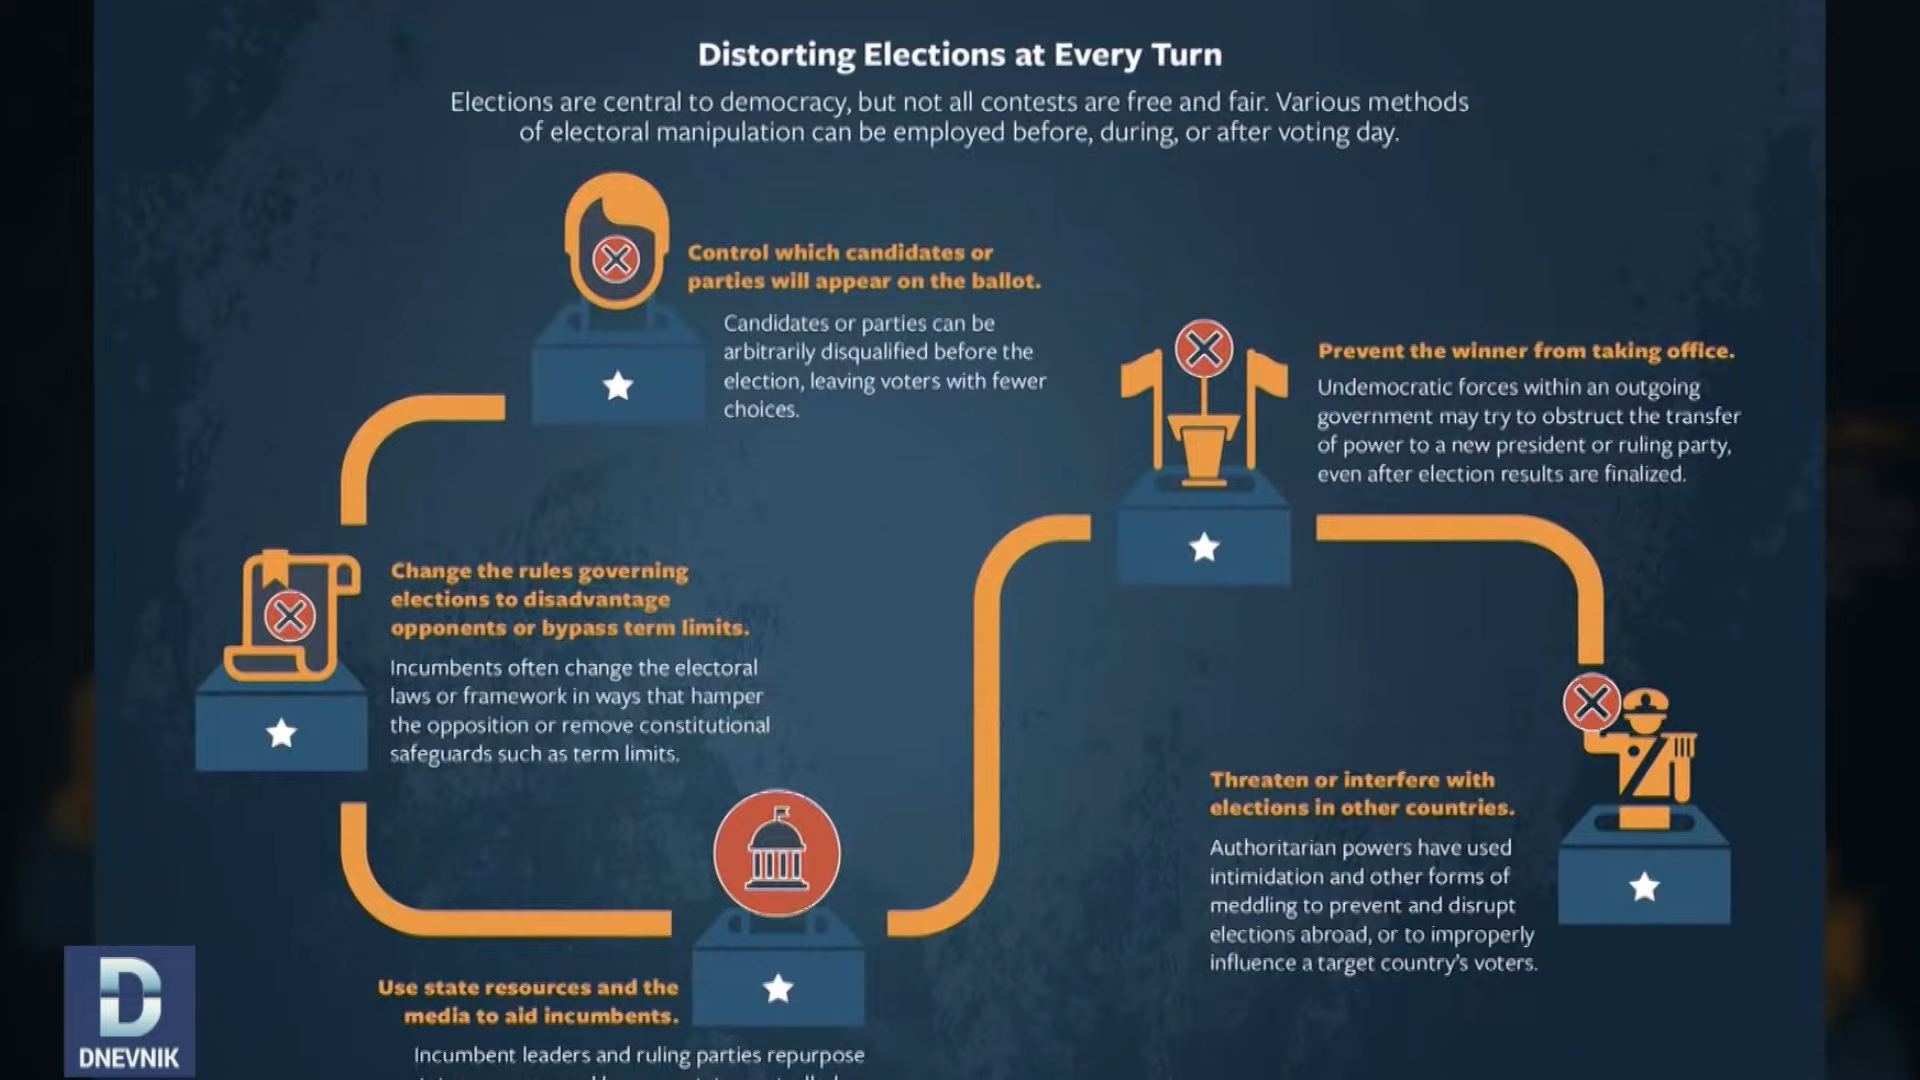 Distorting Elections at Every Turn
Elections are central to democracy, but not all contests are free and fair. Various methods
of electoral manipulation can be employed before, during, or after voting day.
Control which candidates or
parties will appear on the ballot.
Candidates or parties can be
arbitrarily disqualified before the
election, leaving voters with fewer
choices.
Change the rules governing
elections to disadvantage
opponents or bypass term limits.
Incumbents often change the electoral
laws or framework in ways that hamper
the opposition or remove constitutional
safeguards such as term limits.
Use state resources and the
media to aid incumbents.
Incumbent leaders and ruling parties repurpose
Prevent the winner from taking office.
Undemocratic forces within an outgoing
government may try to obstruct the transfer
of power to a new president or ruling party,
even after election results are finalized.
Threaten or interfere with
elections in other countries.
Authoritarian powers have used
intimidation and other forms of
meddling to prevent and disrupt
elections abroad, or to improperly
influence a target country's voters.
D
DNEVNIK